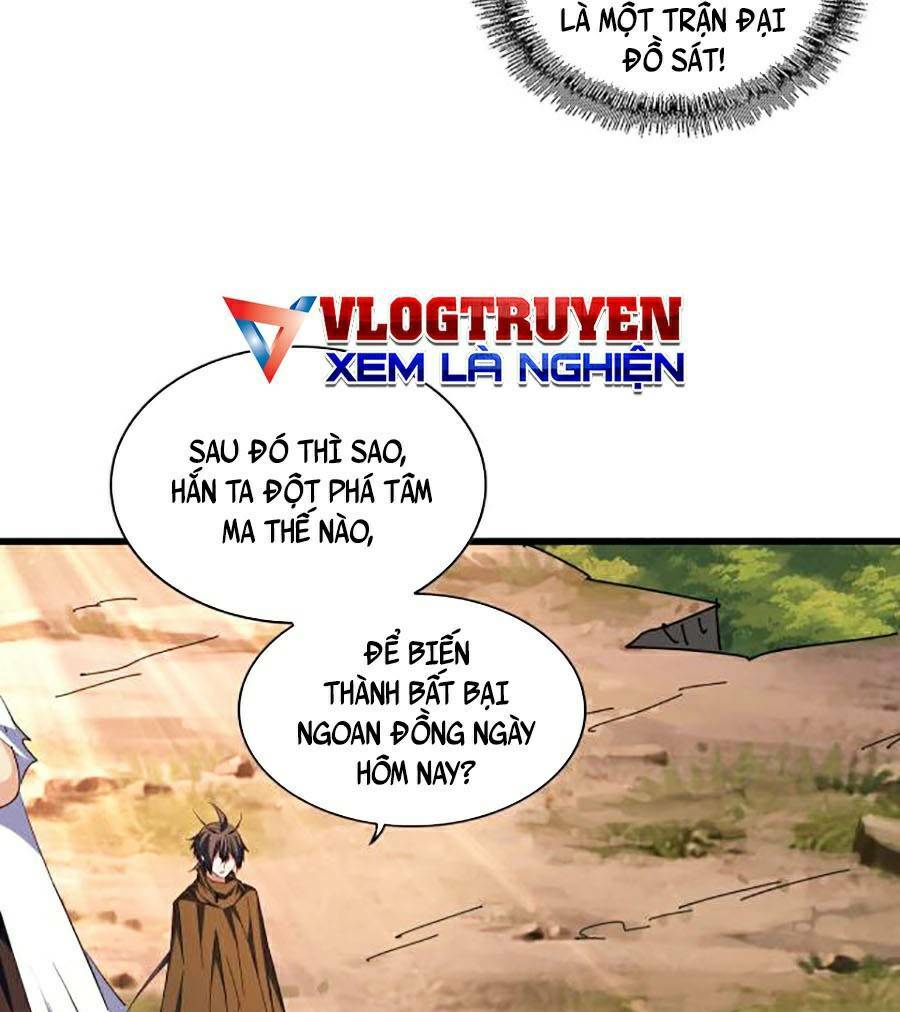 LÀ MỘT TRẬN ĐẠI
ĐỒ SÁT!
VLOGTRUYEN
XEM LÀ NGHIỆN
SAU ĐÓ THÌ SAO,
HẮN TA ĐỘT PHÁ TÂM
MA THẾ NÀO,
ĐỂ BIẾN
THÀNH BẤT BẠI
NGOAN ĐỒNG NGÀY
HÔM NAY?